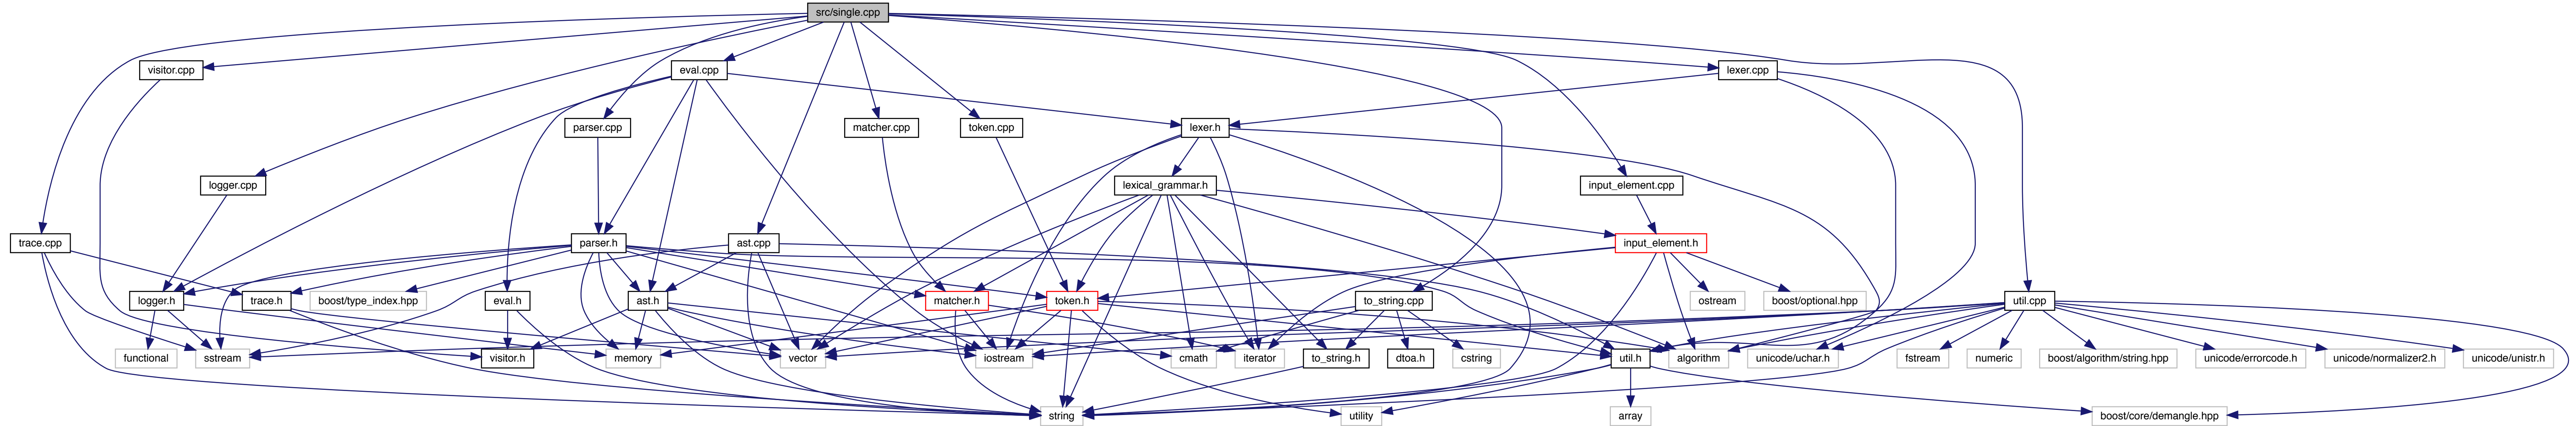 src/single.cpp
visitor.cpp
eval.cpp
lexer.cpp
parser.cpp
matcher.cpp
token.cpp
lexer.h
logger.cpp
lexical_grammar.h
input_element.cpp
trace.cpp
parser.h
ast.cpp
input_element.h
logger.h
trace.h
boost/type_index.hpp
eval.h
ast.h
matcher.h
token.h
to_string.cpp
ostream
boost/optional.hpp
util.cpp
functional
sstream
visitor.h
memory
vector
iostream
cmath
iterator
to_string.h
dtoa.h
cstring
util.h
algorithm
unicode/uchar.h
fstream
numeric
boost/algorithm/string.hpp
unicode/errorcode.h
unicode/normalizer2.h
unicode/unistr.h
string
utility
array
boost/core/demangle.hpp